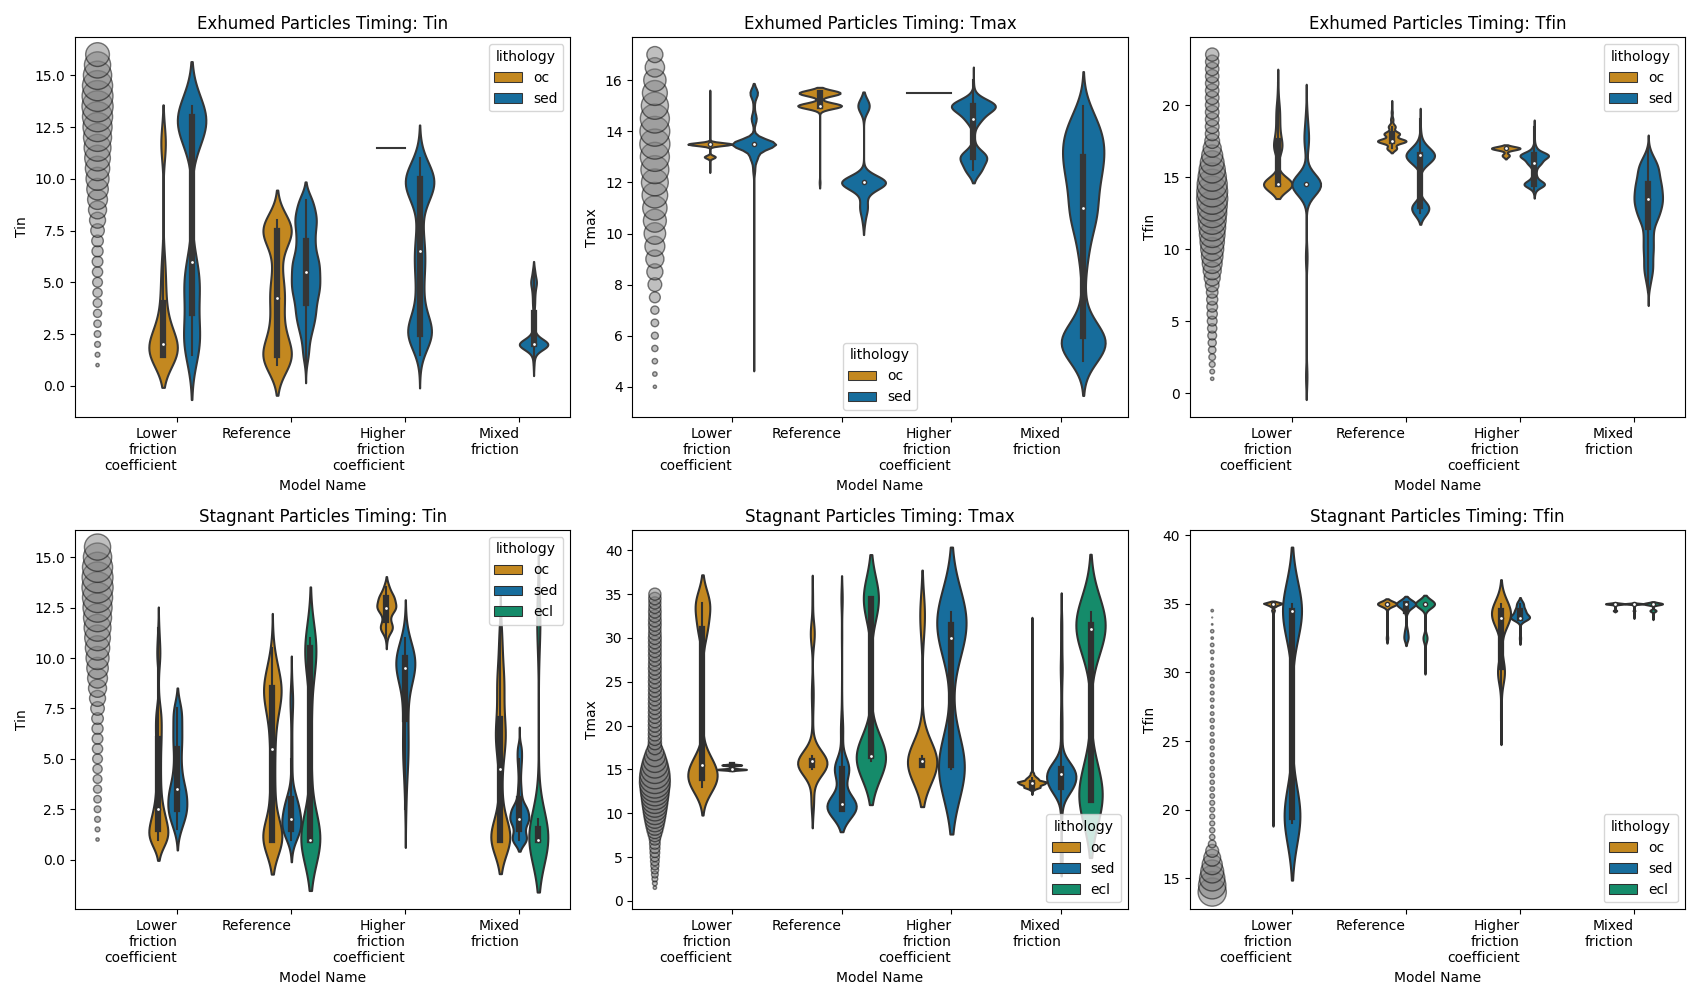 Exhumed Particles Timing: Tin
Tin
15.0
12.5
10.0
7.5
5.0
2.5
0.0
lithology
oc
sed
Lower
friction
coefficient
Reference
Higher
friction
coefficient
Mixed
friction
Model Name
Exhumed Particles Timing: Tmax
Tmax
16
14
12
10
8
6
4
lithology
oc
sed
Lower
friction
coefficient
Reference
Higher
friction
coefficient
Mixed
friction
Model Name
Exhumed Particles Timing: Tfin
Tfin
20
15
10
5
0
lithology
oc
sed
Lower
friction
coefficient
Reference
Higher
friction
coefficient
Mixed
friction
Model Name
Stagnant Particles Timing: Tin
Tin
15.0
12.5
10.0
7.5
5.0
2.5
0.0
lithology
oc
sed
ecl
Lower
friction
coefficient
Reference
Higher
friction
coefficient
Mixed
friction
Model Name
Stagnant Particles Timing: Tmax
Tmax
40
35
30
25
20
15
10
5
0
lithology
oc
sed
ecl
Lower
friction
coefficient
Reference
Higher
friction
coefficient
Mixed
friction
Model Name
Stagnant Particles Timing: Tfin
Tfin
40
35
30
25
20
15
lithology
oc
sed
ecl
Lower
friction
coefficient
Reference
Higher
friction
coefficient
Mixed
friction
Model Name